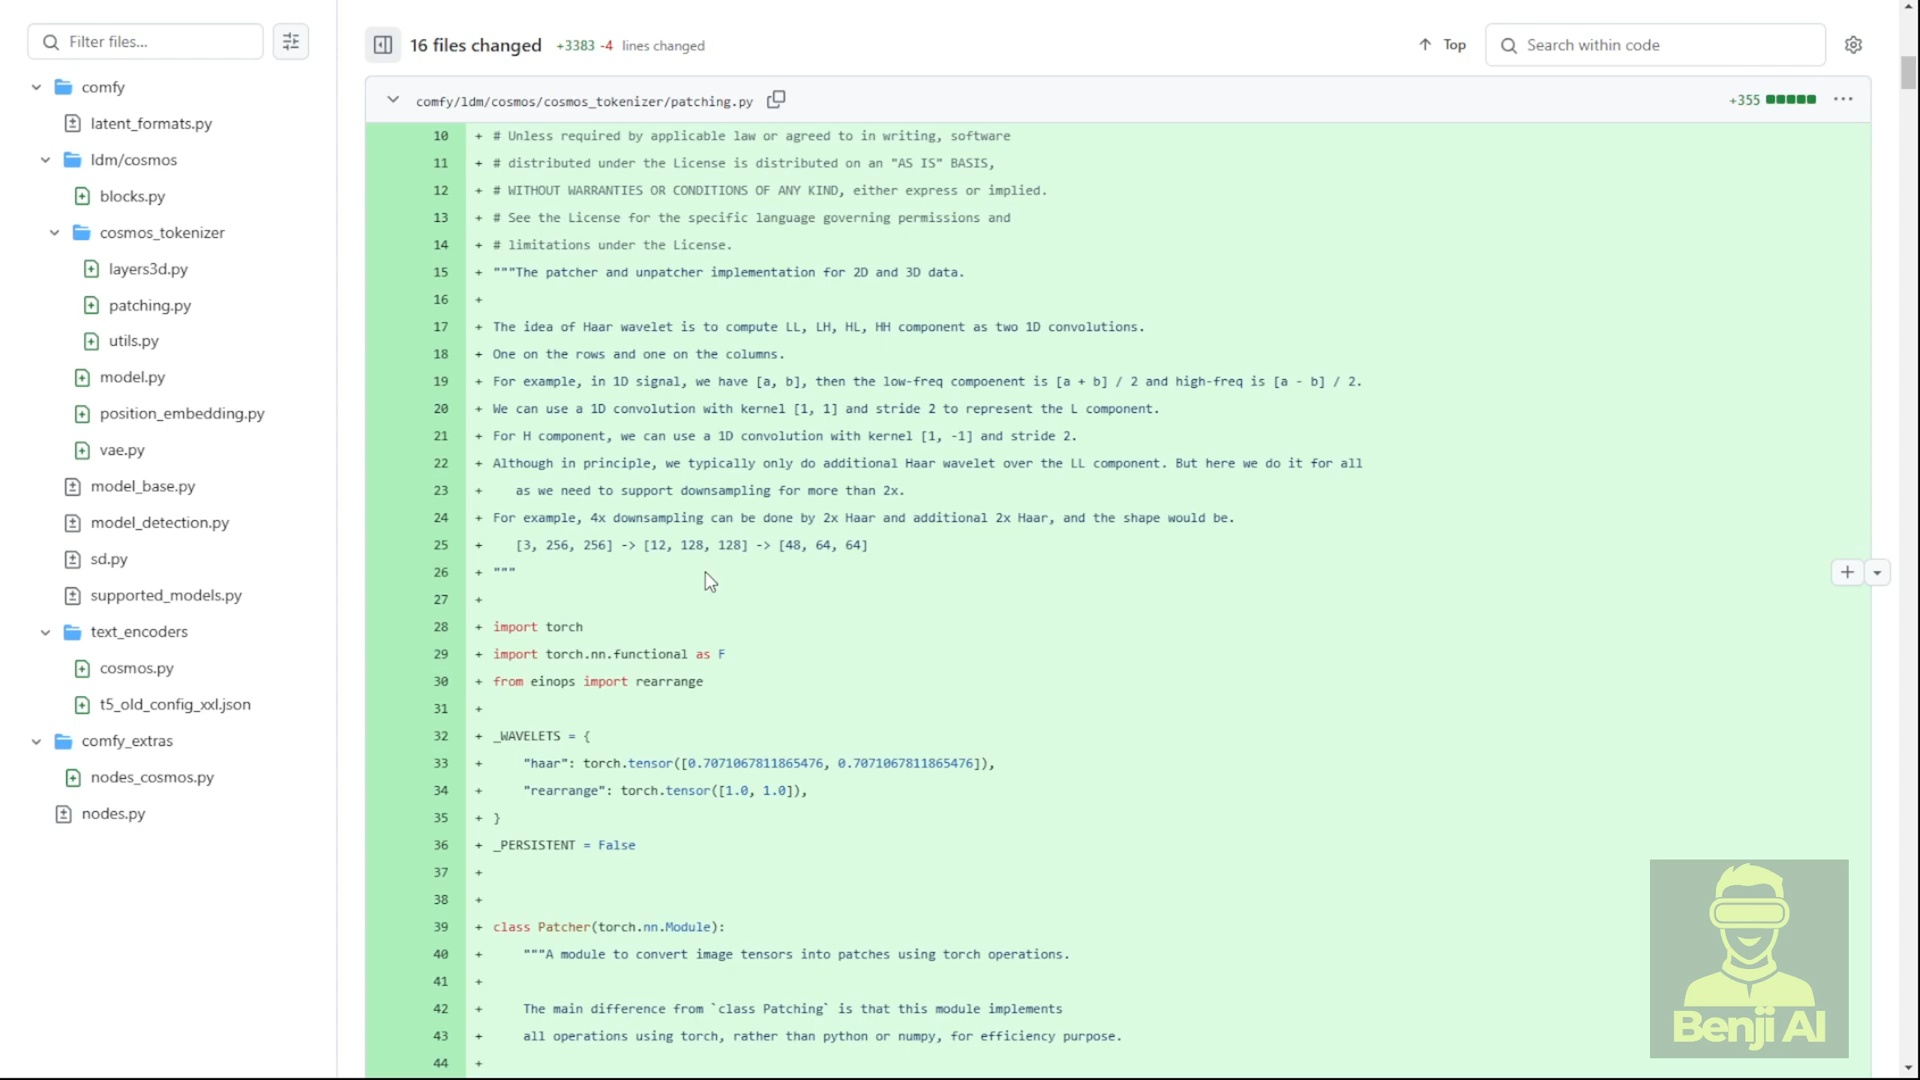 Filter files...
comfy
latent_formats.py
ldm/cosmos
blocks.py
cosmos_tokenizer
layers3d.py
patching.py
utils.py
model.py
position_embedding.py
vae.py
model_base.py
model_detection.py
sd.py
supported_models.py
text_encoders
cosmos.py
t5_old_config_xxl.json
comfy_extras
nodes_cosmos.py
nodes.py
16 files changed +3383 -4 lines changed
Top
Search within code
comfy/ldm/cosmos/cosmos_tokenizer/patching.py
+355
10 + # Unless required by applicable law or agreed to in writing, software
11 + # distributed under the License is distributed on an "AS IS" BASIS,
12 + # WITHOUT WARRANTIES OR CONDITIONS OF ANY KIND, either express or implied.
13 + # See the License for the specific language governing permissions and
14 + # limitations under the License.
15 + """The patcher and unpatcher implementation for 2D and 3D data.
16 +
17 + The idea of Haar wavelet is to compute LL, LH, HL, HH component as two 1D convolutions.
18 + One on the rows and one on the columns.
19 + For example, in 1D signal, we have [a, b], then the low-freq compoenent is [a + b] / 2 and high-freq is [a - b] / 2.
20 + We can use a 1D convolution with kernel [1, 1] and stride 2 to represent the L component.
21 + For H component, we can use a 1D convolution with kernel [1, -1] and stride 2.
22 + Although in principle, we typically only do additional Haar wavelet over the LL component. But here we do it for all
23 + as we need to support downsampling for more than 2x.
24 + For example, 4x downsampling can be done by 2x Haar and additional 2x Haar, and the shape would be.
25 + [3, 256, 256] -> [12, 128, 128] -> [48, 64, 64]
26 + """
27 +
28 + import torch
29 + import torch.nn.functional as F
30 + from einops import rearrange
31 +
32 + _WAVELETS = {
33 + "haar": torch.tensor([0.7071067811865476, 0.7071067811865476]),
34 + "rearrange": torch.tensor([1.0, 1.0]),
35 + }
36 + _PERSISTENT = False
37 +
38 +
39 + class Patcher(torch.nn.Module):
40 + """A module to convert image tensors into patches using torch operations.
41 +
42 + The main difference from `class Patching` is that this module implements
43 + all operations using torch, rather than python or numpy, for efficiency purpose.
44 +
Benji AI